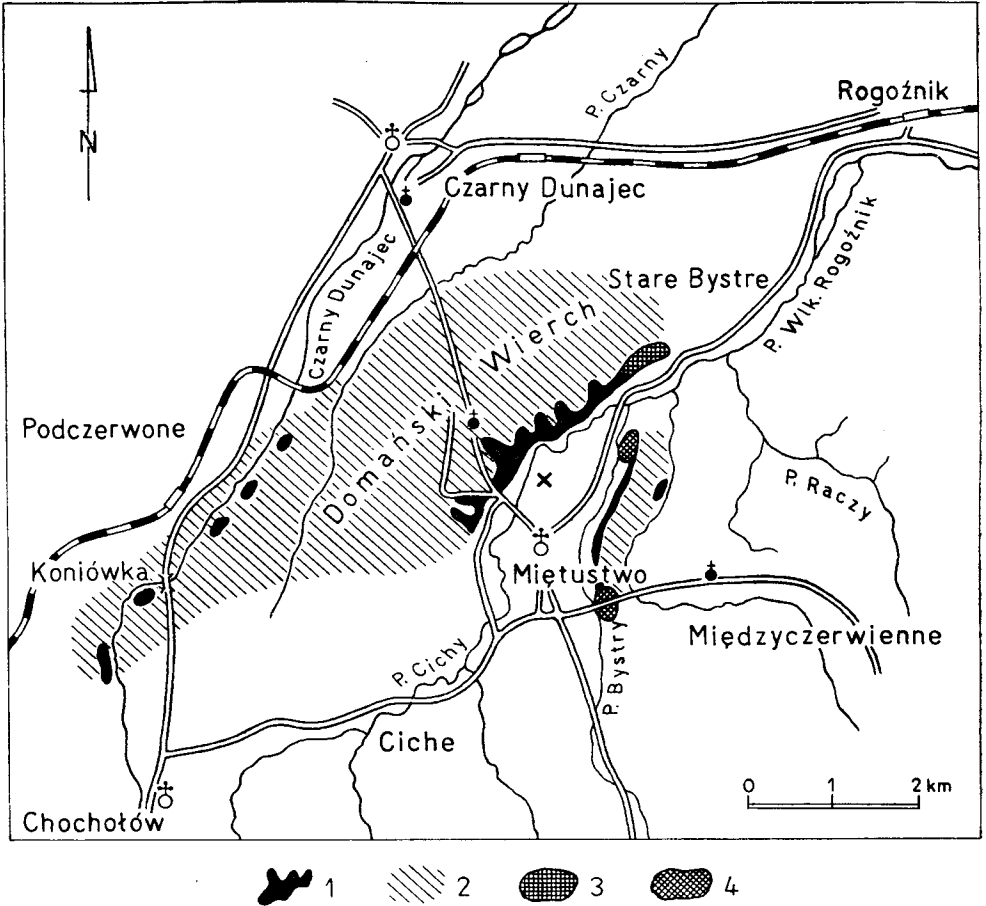 N
P. Czarny
Rogoźnik
Czarny Dunajec
Czarny Dunajec
Stare Bystre
P. Wlk. Rogoźnik
Domański Wierch
Podczerwone
P. Raczy
Koniówka
Miętustwo
Międzyczerwienne
P. Cichy
P. Bystry
Ciche
0 1 2 km
Chochołów
1 2 3 4